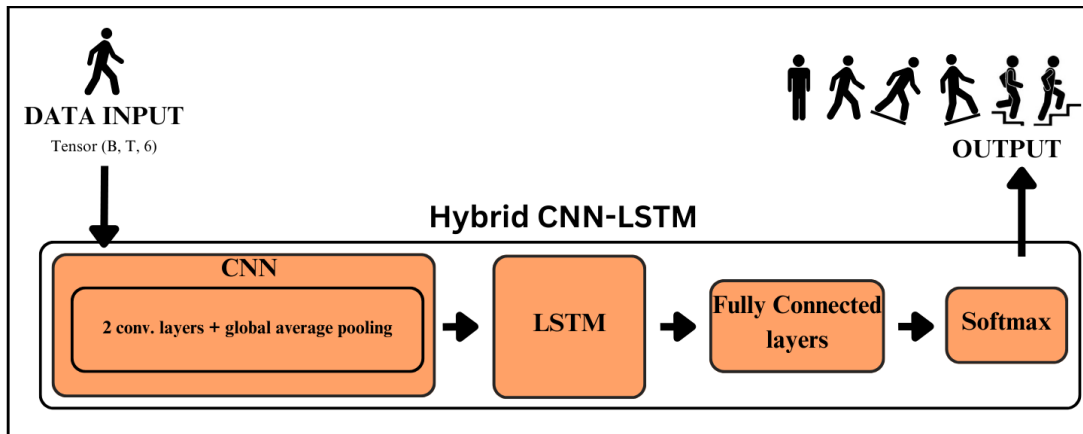 DATA INPUT
Tensor (B, T, 6)
OUTPUT
Hybrid CNN-LSTM
CNN
2 conv. layers + global average pooling
LSTM
Fully Connected
layers
Softmax